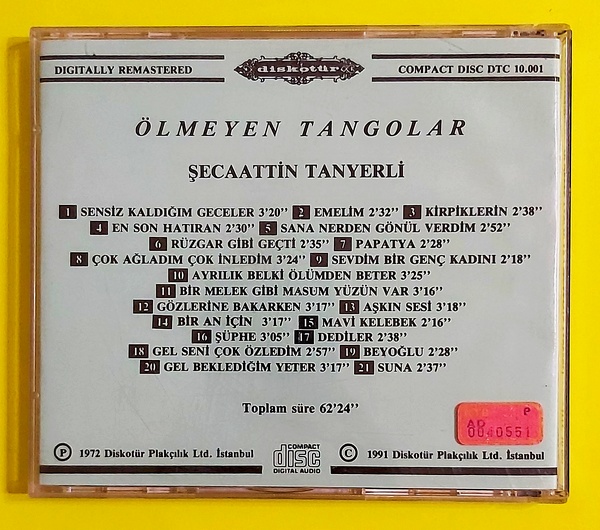 DIGITALLY REMASTERED diskotür COMPACT DISC DTC 10.001
ÖLMEYEN TANGOLAR
ŞECAATTİN TANYERLİ
1 SENSİZ KALDIĞIM GECELER 3'20'' 2 EMELİM 2'32'' 3 KİRPİKLERİN 2'38''
4 EN SON HATIRAN 2'30'' 5 SANA NERDEN GÖNÜL VERDİM 2'52''
6 RÜZGAR GİBİ GEÇTİ 2'35'' 7 PAPATYA 2'28''
8 ÇOK AĞLADIM ÇOK İNLEDİM 3'24'' 9 SEVDİM BİR GENÇ KADINI 2'18''
10 AYRILIK BELKİ ÖLÜMDEN BETER 3'25''
11 BİR MELEK GİBİ MASUM YÜZÜN VAR 3'16''
12 GÖZLERINE BAKARKEN 3'17'' 13 AŞKIN SESİ 3'18''
14 BİR AN İÇİN 3'17'' 15 MAVİ KELEBEK 2'16''
16 ŞÜPHE 3'05'' 17 DEDİLER 2'38''
18 GEL SENİ ÇOK ÖZLEDİM 2'57'' 19 BEYOĞLU 2'28''
20 GEL BEKLEDİĞİM YETER 3'17'' 21 SUNA 2'37''
Toplam süre 62'24''
P
AD
0040551
Ⓟ 1972 Diskotür Plakçılık Ltd. İstanbul COMPACT disc DIGITAL AUDIO Ⓒ 1991 Diskotür Plakçılık Ltd. İstanbul